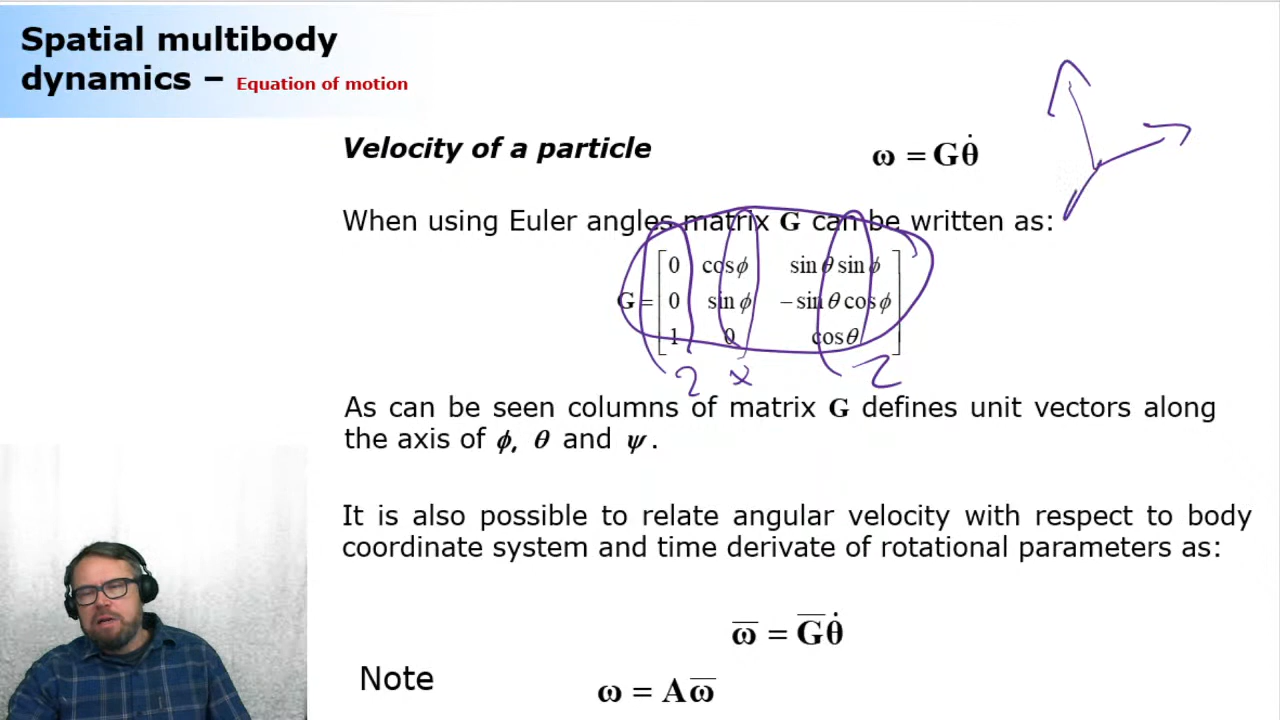 Spatial multibody
dynamics – Equation of motion
Velocity of a particle
ω = Gθ̇
When using Euler angles matrix G can be written as:
G = [ 0 cosϕ sinθ sinϕ
0 sinϕ − sinθ cosϕ
1 0 cosθ ]
Z X Z
As can be seen columns of matrix G defines unit vectors along
the axis of ϕ, θ and ψ.
It is also possible to relate angular velocity with respect to body
coordinate system and time derivate of rotational parameters as:
ω̅ = G̅θ̇
Note
ω = Aω̅